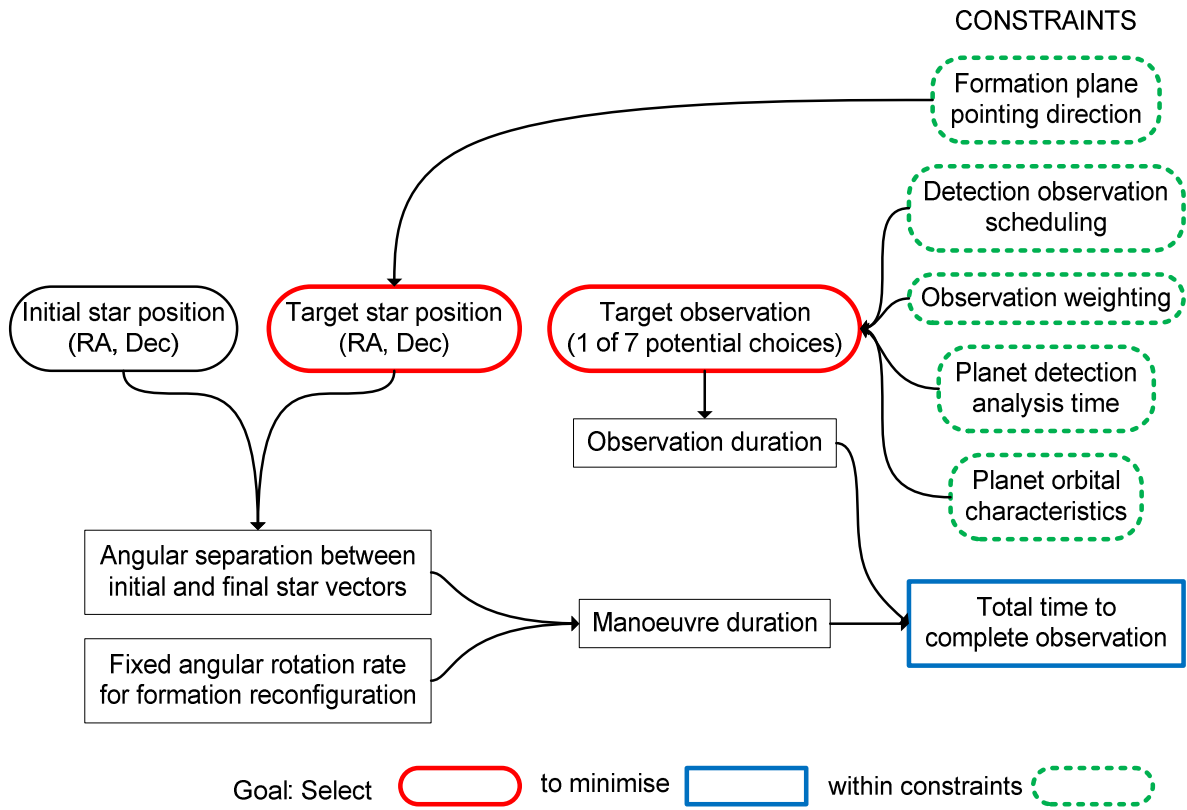 CONSTRAINTS
Formation plane
pointing direction
Detection observation
scheduling
Observation weighting
Planet detection
analysis time
Planet orbital
characteristics
Initial star position
(RA, Dec)
Target star position
(RA, Dec)
Target observation
(1 of 7 potential choices)
Observation duration
Angular separation between
initial and final star vectors
Fixed angular rotation rate
for formation reconfiguration
Manoeuvre duration
Total time to
complete observation
Goal: Select to minimise within constraints